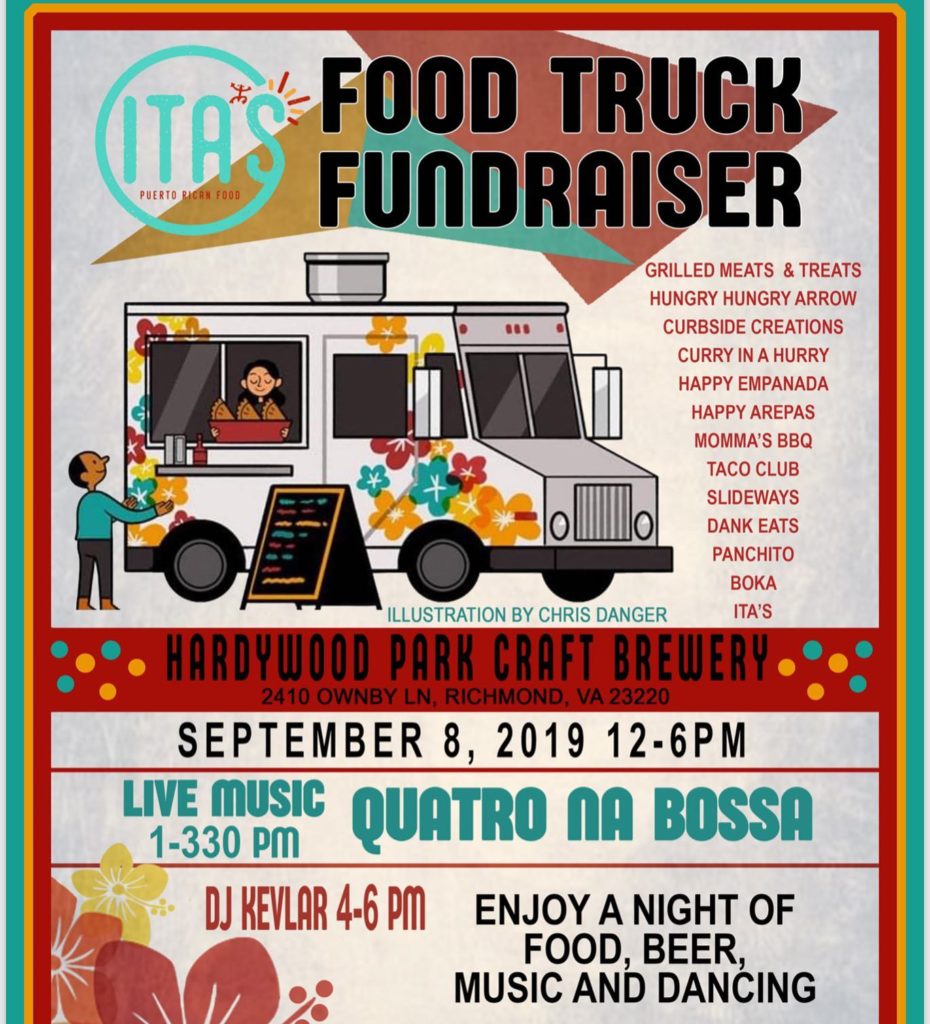 ITA'S
PUERTO RICAN FOOD
FOOD TRUCK
FUNDRAISER
GRILLED MEATS & TREATS
HUNGRY HUNGRY ARROW
CURBSIDE CREATIONS
CURRY IN A HURRY
HAPPY EMPANADA
HAPPY AREPAS
MOMMA'S BBQ
TACO CLUB
SLIDEWAYS
DANK EATS
PANCHITO
BOKA
ITA'S
ILLUSTRATION BY CHRIS DANGER
HARDYWOOD PARK CRAFT BREWERY
2410 OWNBY LN, RICHMOND, VA 23220
SEPTEMBER 8, 2019 12-6PM
LIVE MUSIC
1-330 PM
QUATRO NA BOSSA
DJ KEVLAR 4-6 PM
ENJOY A NIGHT OF
FOOD, BEER,
MUSIC AND DANCING